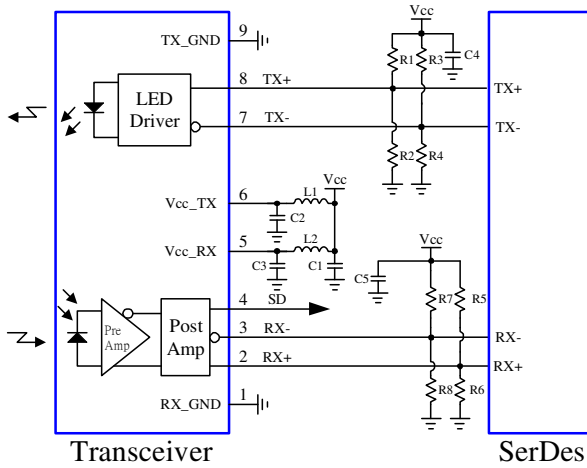 Vcc
TX_GND 9
R1 R3 C4
8 TX+ TX+
LED
Driver
7 TX- TX-
R2 R4
Vcc
Vcc_TX 6 L1
C2
Vcc_RX 5 L2
Vcc
C3 C1 C5
R7 R5
4 SD
Pre
Amp
Post
Amp
3 RX- RX-
2 RX+ RX+
R8 R6
RX_GND 1
Transceiver SerDes